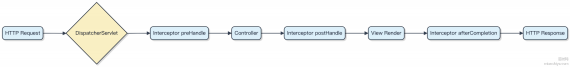 HTTP Request
DispatcherServlet
Interceptor preHandle
Controller
Interceptor postHandle
View Render
Interceptor afterCompletion
HTTP Response